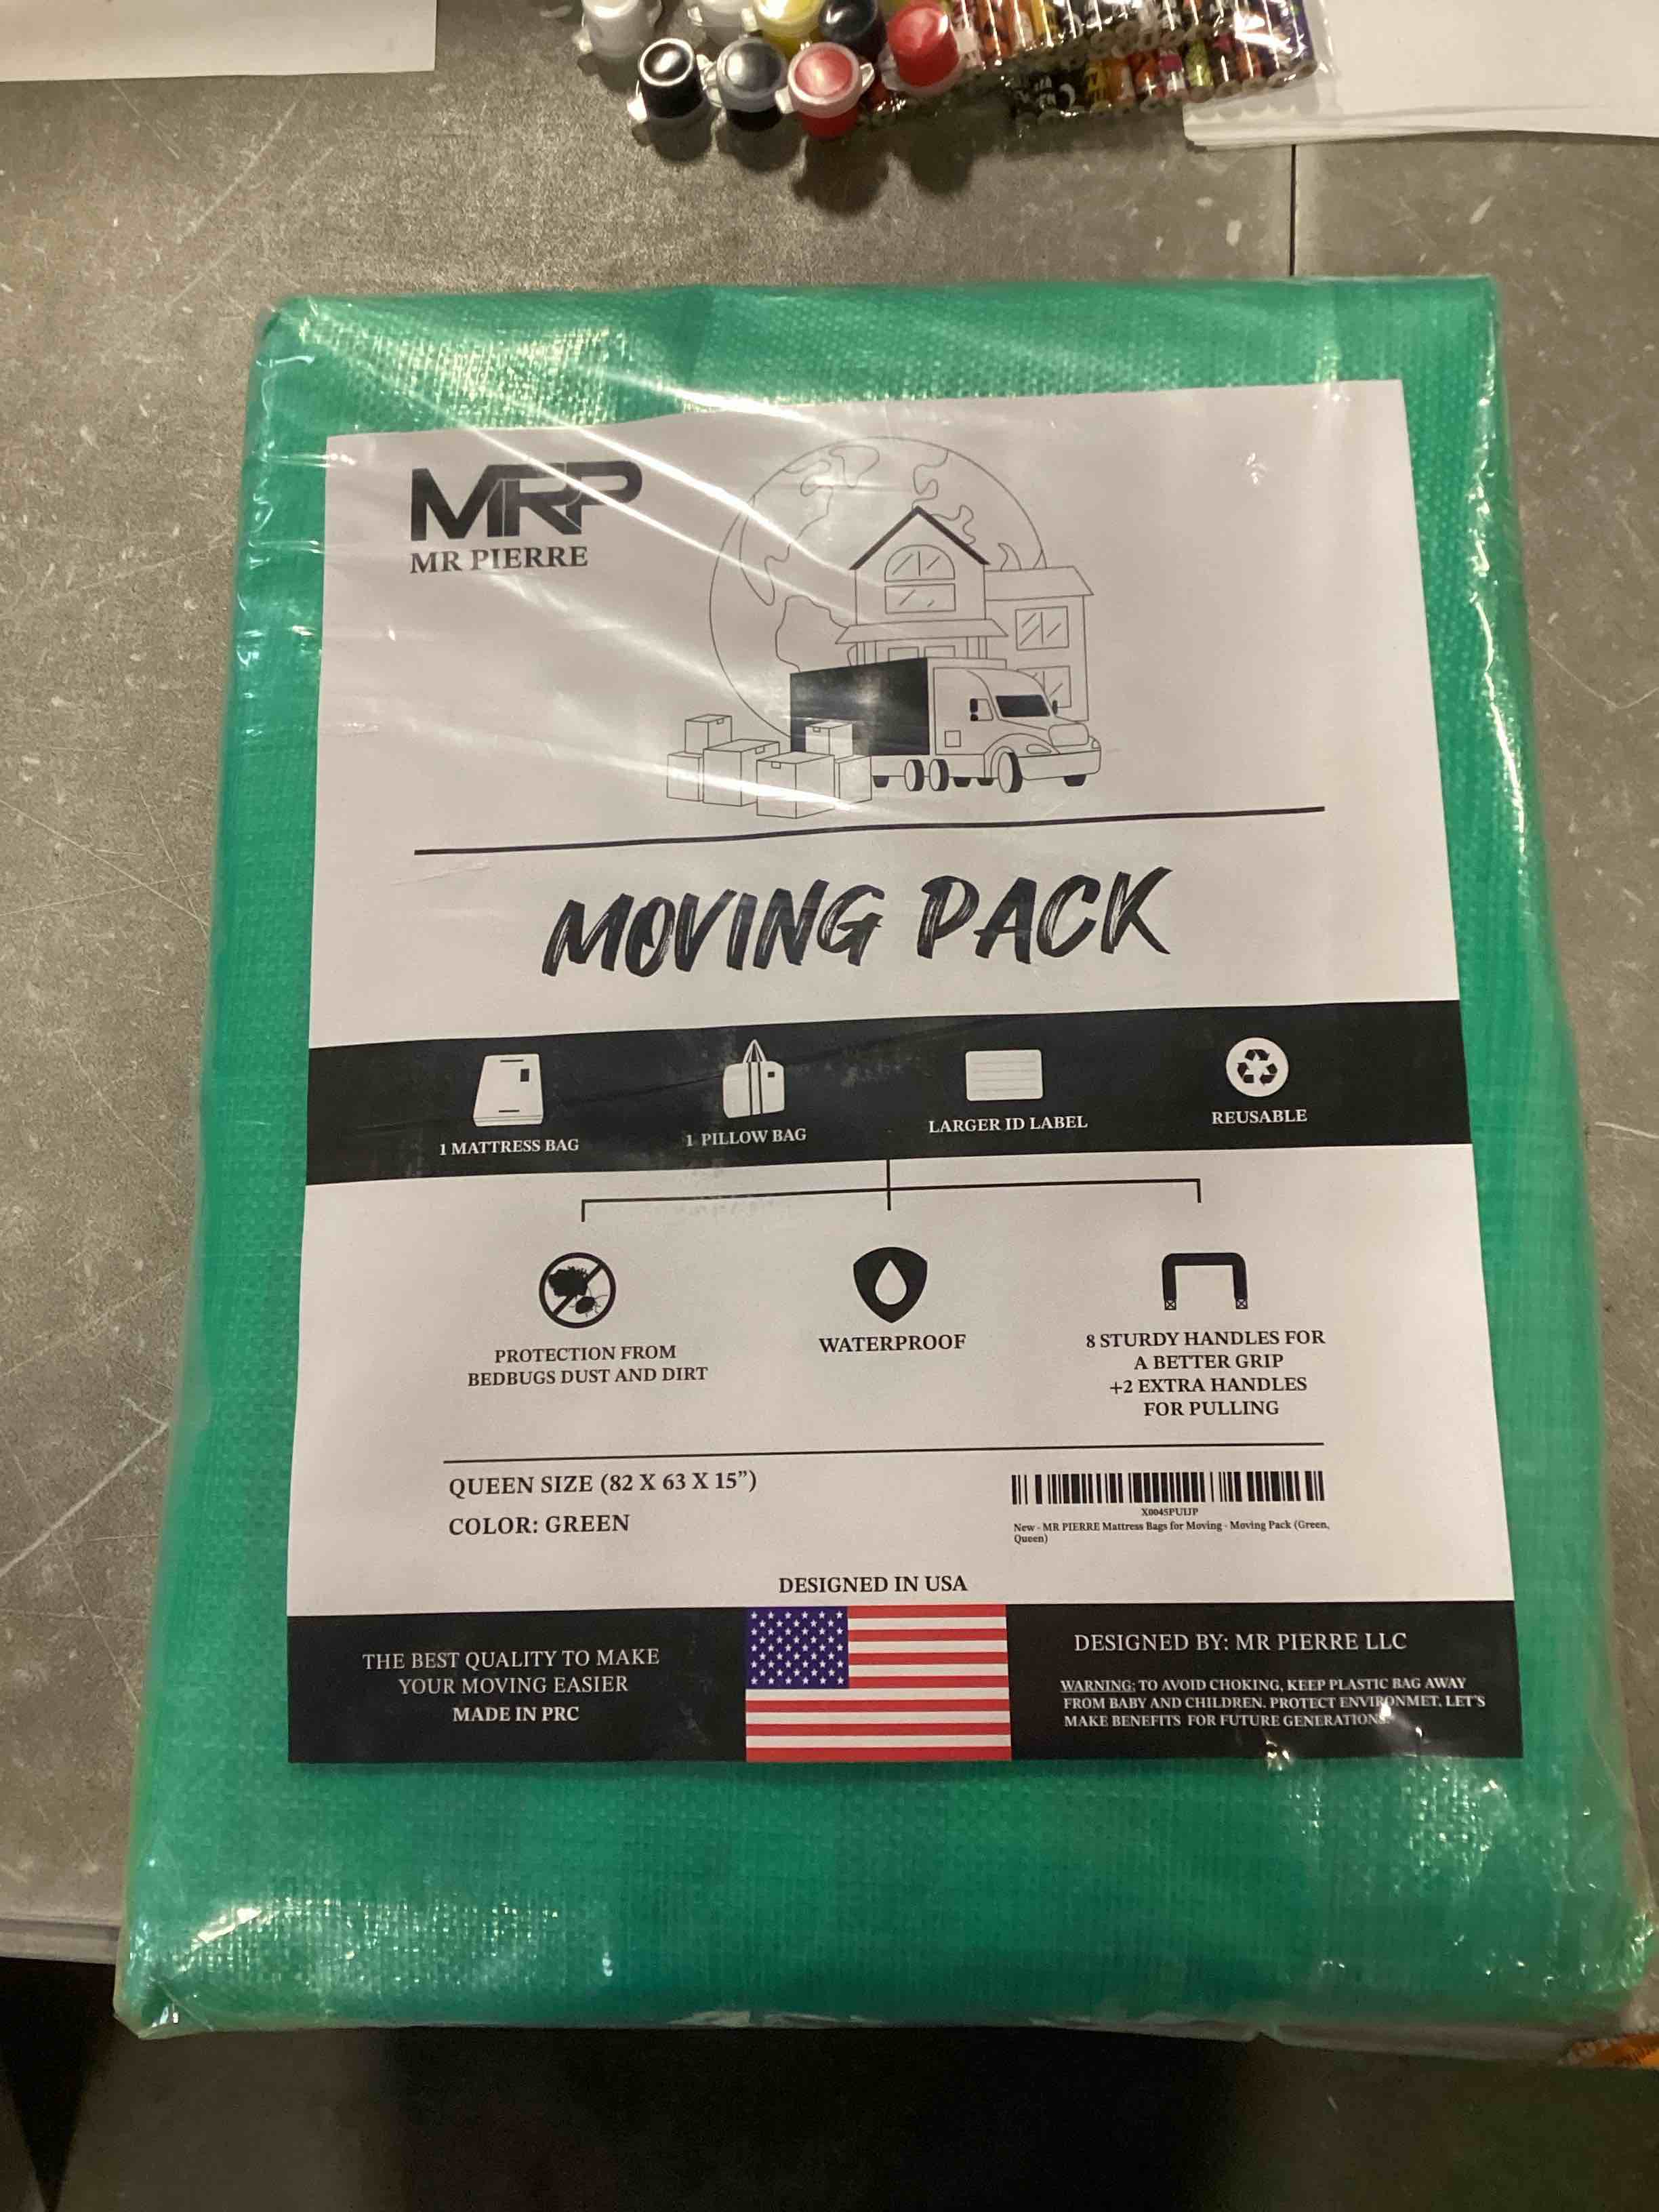 MRP
MR PIERRE
MOVING PACK
1 MATTRESS BAG
1 PILLOW BAG
LARGER ID LABEL
REUSABLE
PROTECTION FROM
BEDBUGS DUST AND DIRT
WATERPROOF
8 STURDY HANDLES FOR
A BETTER GRIP
+2 EXTRA HANDLES
FOR PULLING
QUEEN SIZE (82 X 63 X 15”)
COLOR: GREEN
X0045PUIJP
New - MR PIERRE Mattress Bags for Moving - Moving Pack (Green,
Queen)
DESIGNED IN USA
THE BEST QUALITY TO MAKE
YOUR MOVING EASIER
MADE IN PRC
DESIGNED BY: MR PIERRE LLC
WARNING: TO AVOID CHOKING, KEEP PLASTIC BAG AWAY
FROM BABY AND CHILDREN. PROTECT ENVIRONMET, LET'S
MAKE BENEFITS FOR FUTURE GENERATIONS.